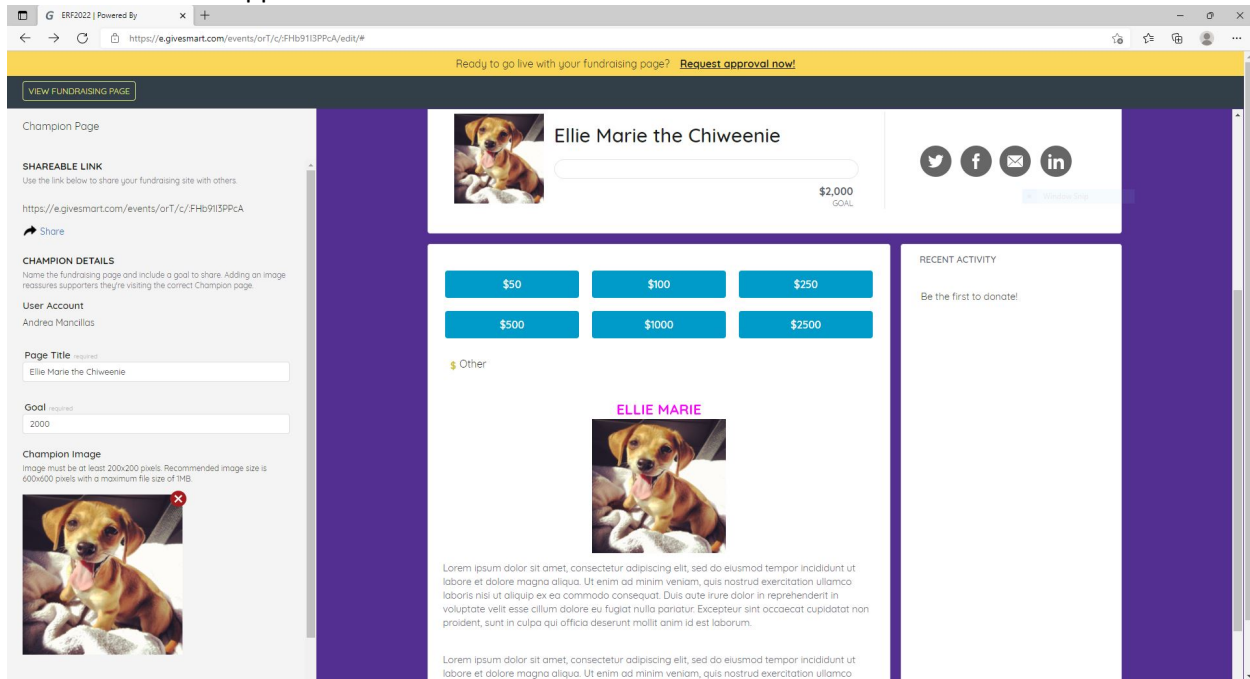 ERF2022 | Powered By
https://e.givesmart.com/events/orT/c/:FHb91I3PPcA/edit/#
Ready to go live with your fundraising page? Request approval now!
VIEW FUNDRAISING PAGE
Champion Page
SHAREABLE LINK
Use the link below to share your fundraising site with others.
https://e.givesmart.com/events/orT/c/:FHb91I3PPcA
Share
CHAMPION DETAILS
Name the fundraising page and include a goal to share. Adding an image
reassures supporters they're visiting the correct Champion page.
User Account
Andrea Mancillas
Page Title required
Ellie Marie the Chiweenie
Goal required
2000
Champion Image
Image must be at least 200x200 pixels. Recommended image size is
600x600 pixels with a maximum file size of 1MB.
Ellie Marie the Chiweenie
$2,000
GOAL
in
$50 $100 $250
$500 $1000 $2500
$ Other
ELLIE MARIE
Lorem ipsum dolor sit amet, consectetur adipiscing elit, sed do eiusmod tempor incididunt ut
labore et dolore magna aliqua. Ut enim ad minim veniam, quis nostrud exercitation ullamco
laboris nisi ut aliquip ex ea commodo consequat. Duis aute irure dolor in reprehenderit in
voluptate velit esse cillum dolore eu fugiat nulla pariatur. Excepteur sint occaecat cupidatat non
proident, sunt in culpa qui officia deserunt mollit anim id est laborum.
Lorem ipsum dolor sit amet, consectetur adipiscing elit, sed do eiusmod tempor incididunt ut
labore et dolore magna aliqua. Ut enim ad minim veniam, quis nostrud exercitation ullamco
RECENT ACTIVITY
Be the first to donate!